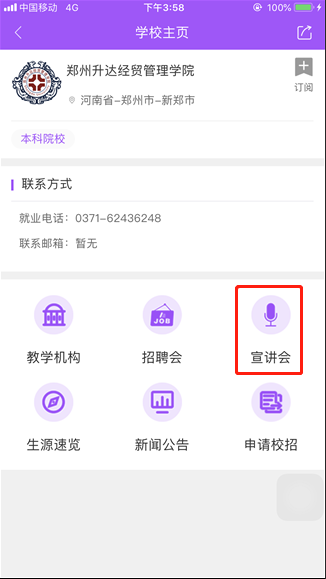 中国移动 4G 下午3:58 100%
学校主页
郑州升达经贸管理学院
河南省-郑州市-新郑市
订阅
本科院校
联系方式
就业电话：0371-62436248
联系邮箱：暂无
JOB
教学机构 招聘会 宣讲会
生源速览 新闻公告 申请校招